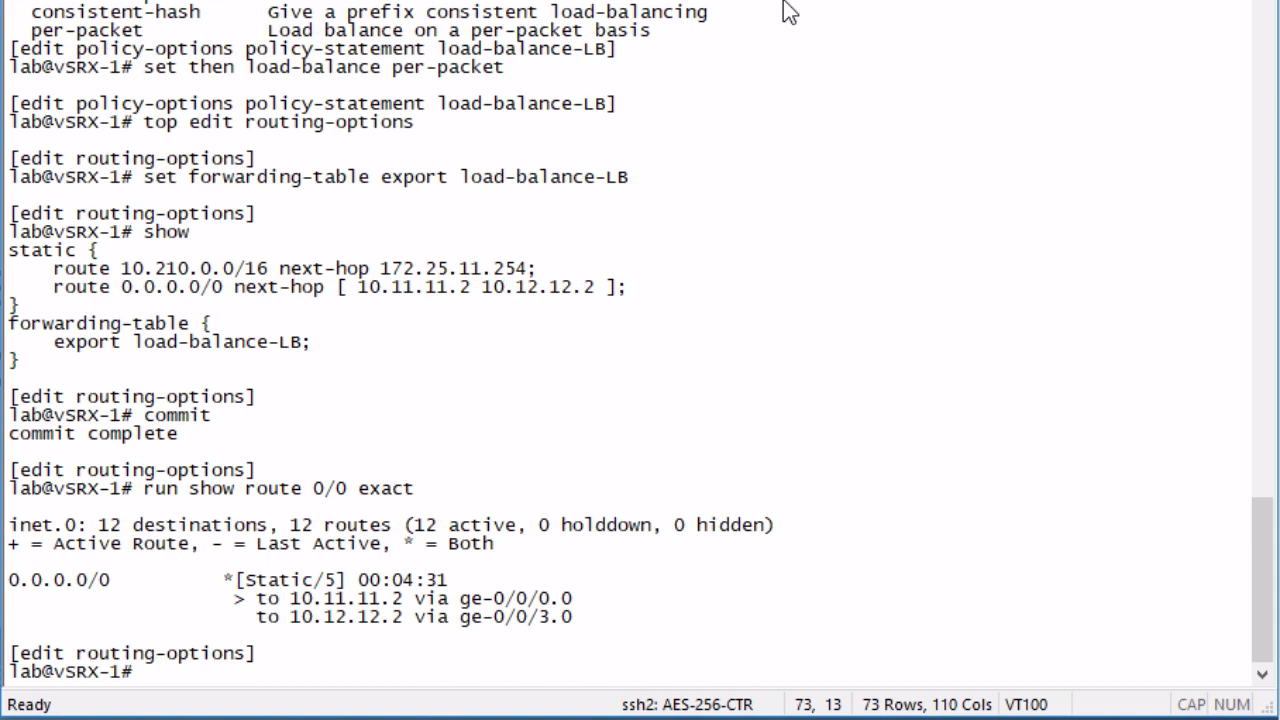 consistent-hash      Give a prefix consistent load-balancing
per-packet           Load balance on a per-packet basis
[edit policy-options policy-statement load-balance-LB]
lab@vSRX-1# set then load-balance per-packet
[edit policy-options policy-statement load-balance-LB]
lab@vSRX-1# top edit routing-options
[edit routing-options]
lab@vSRX-1# set forwarding-table export load-balance-LB
[edit routing-options]
lab@vSRX-1# show
static {
    route 10.210.0.0/16 next-hop 172.25.11.254;
    route 0.0.0.0/0 next-hop [ 10.11.11.2 10.12.12.2 ];
}
forwarding-table {
    export load-balance-LB;
}
[edit routing-options]
lab@vSRX-1# commit
commit complete
[edit routing-options]
lab@vSRX-1# run show route 0/0 exact
inet.0: 12 destinations, 12 routes (12 active, 0 holddown, 0 hidden)
+ = Active Route, - = Last Active, * = Both
0.0.0.0/0          *[Static/5] 00:04:31
                    > to 10.11.11.2 via ge-0/0/0.0
                      to 10.12.12.2 via ge-0/0/3.0
[edit routing-options]
lab@vSRX-1#
Ready ssh2: AES-256-CTR 73, 13 73 Rows, 110 Cols VT100 CAP NUM